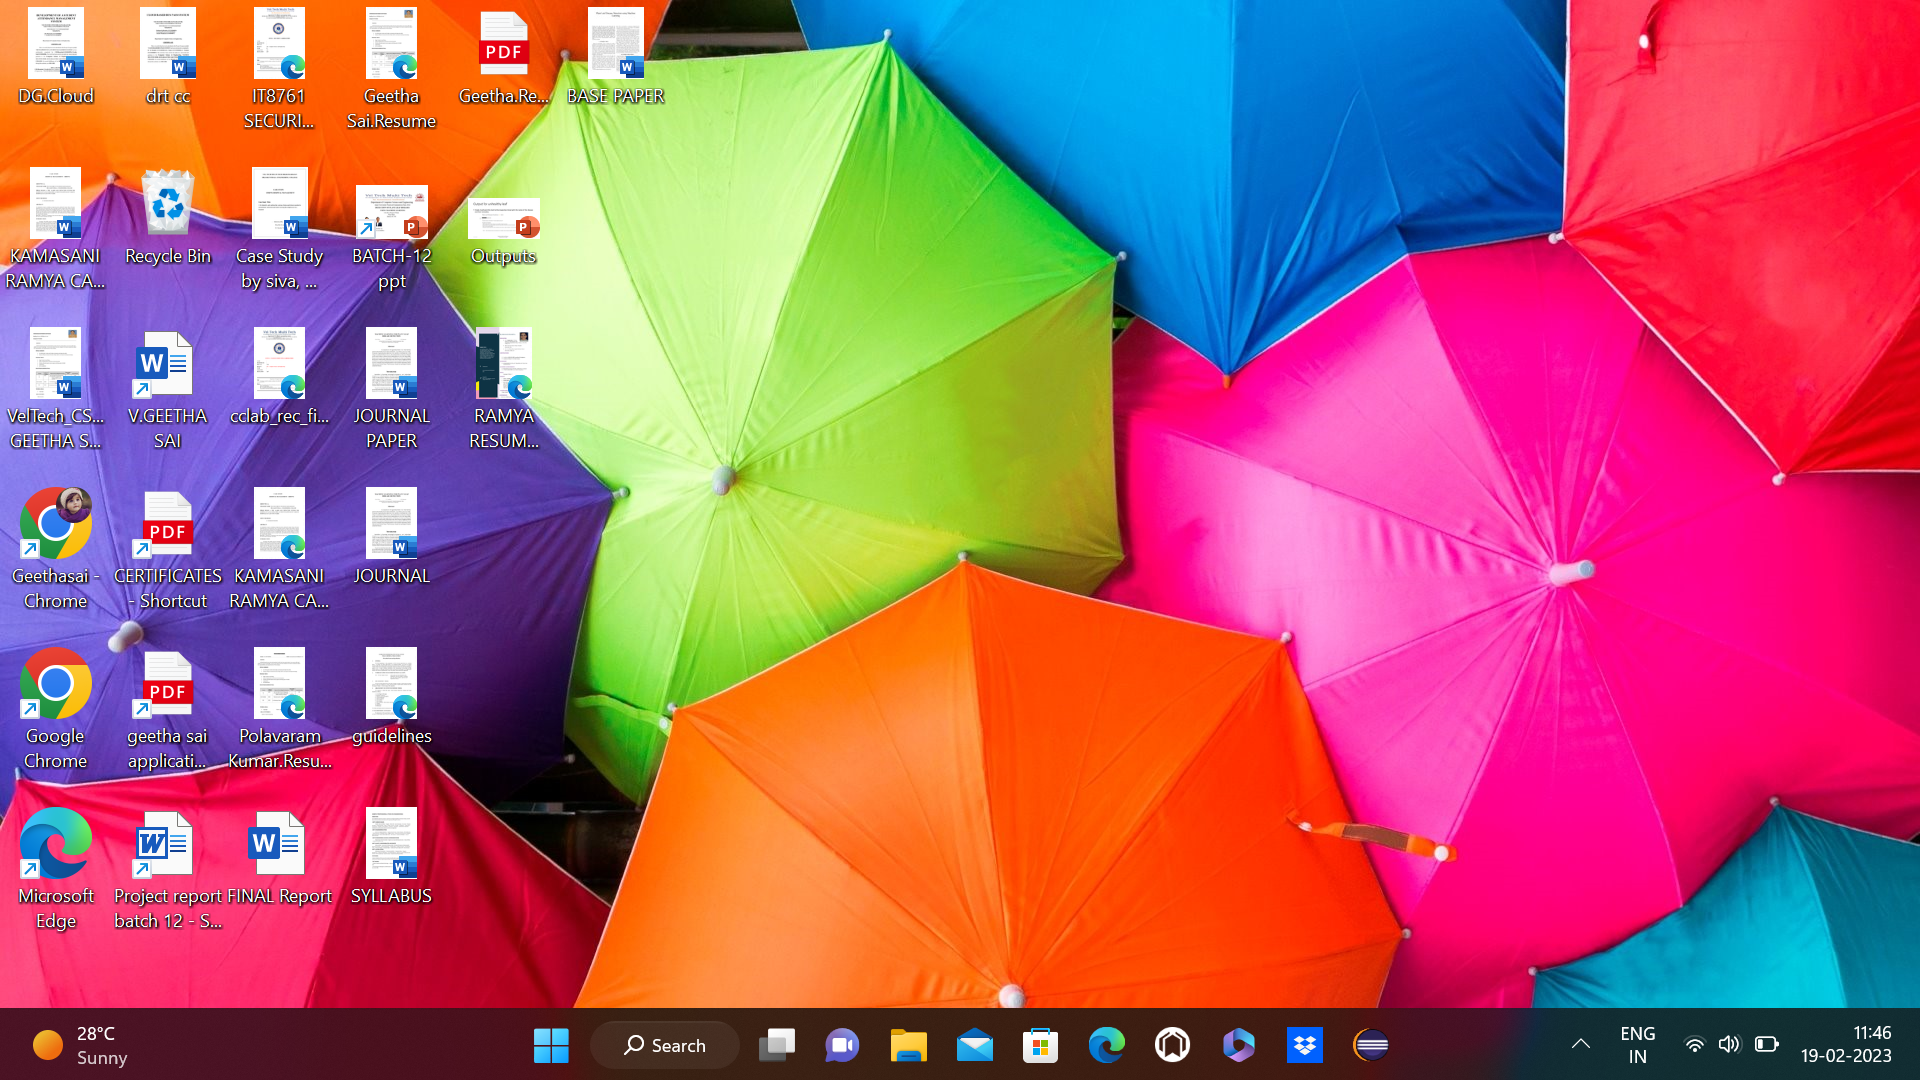 DG.Cloud
drt cc
IT8761
SECURI...
Geetha
Sai.Resume
PDF
Geetha.Re...
BASE PAPER
KAMASANI
RAMYA CA...
Recycle Bin
Case Study
by siva, ...
BATCH-12
ppt
Outputs
VelTech_CS...
GEETHA S...
V.GEETHA
SAI
cclab_rec_fi...
JOURNAL
PAPER
RAMYA
RESUM...
Geethasai -
Chrome
PDF
CERTIFICATES
- Shortcut
KAMASANI
RAMYA CA...
JOURNAL
Google
Chrome
PDF
geetha sai
applicati...
Polavaram
Kumar.Resu...
guidelines
Microsoft
Edge
Project report
batch 12 - S...
FINAL Report
SYLLABUS
28°C
Sunny
Search
ENG
IN
11:46
19-02-2023